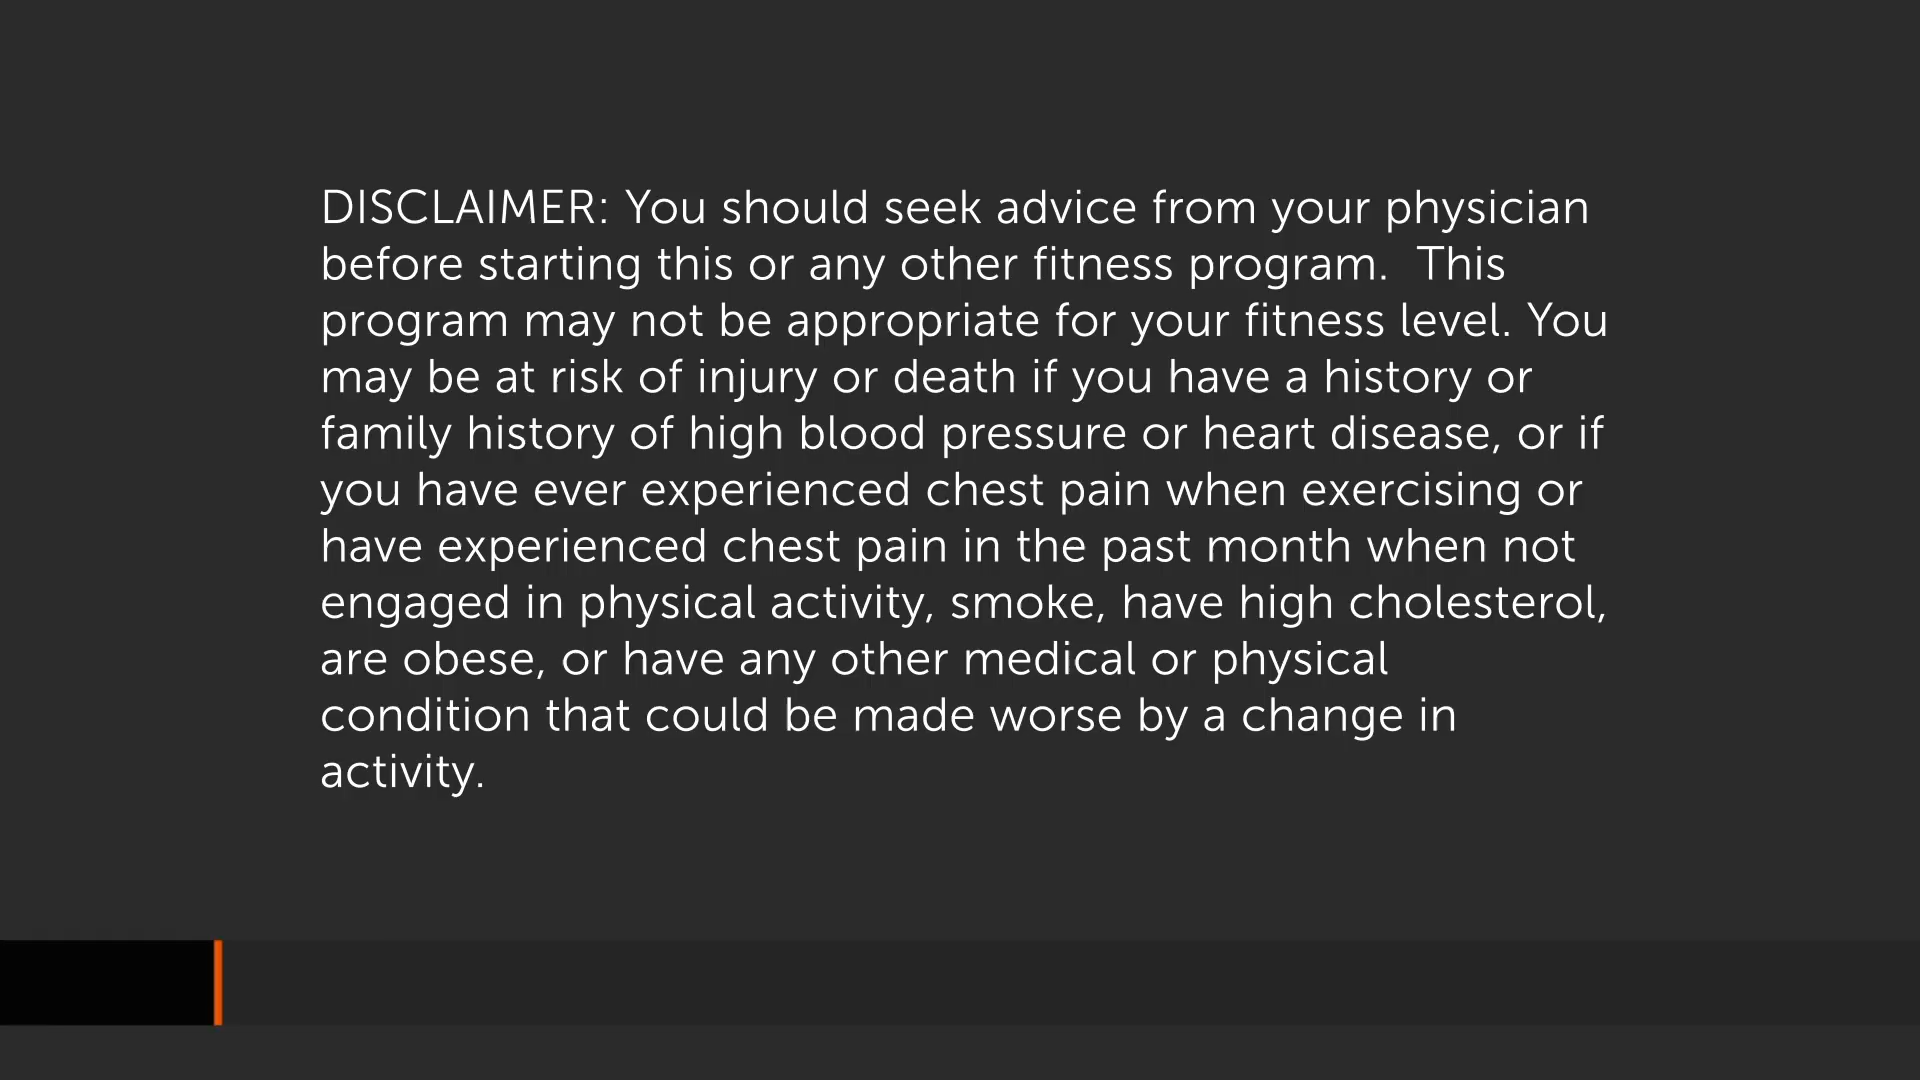 DISCLAIMER: You should seek advice from your physician
before starting this or any other fitness program.  This
program may not be appropriate for your fitness level. You
may be at risk of injury or death if you have a history or
family history of high blood pressure or heart disease, or if
you have ever experienced chest pain when exercising or
have experienced chest pain in the past month when not
engaged in physical activity, smoke, have high cholesterol,
are obese, or have any other medical or physical
condition that could be made worse by a change in
activity.